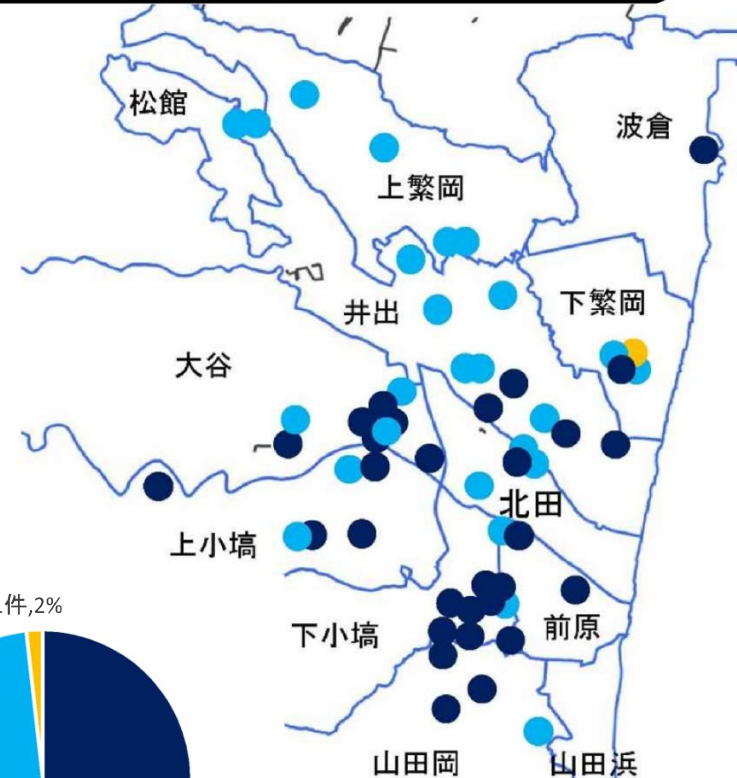 松館
波倉
上繁岡
下繁岡
井出
大谷
北田
上小塙
件,2%
下小塙
前原
山田岡
山田浜